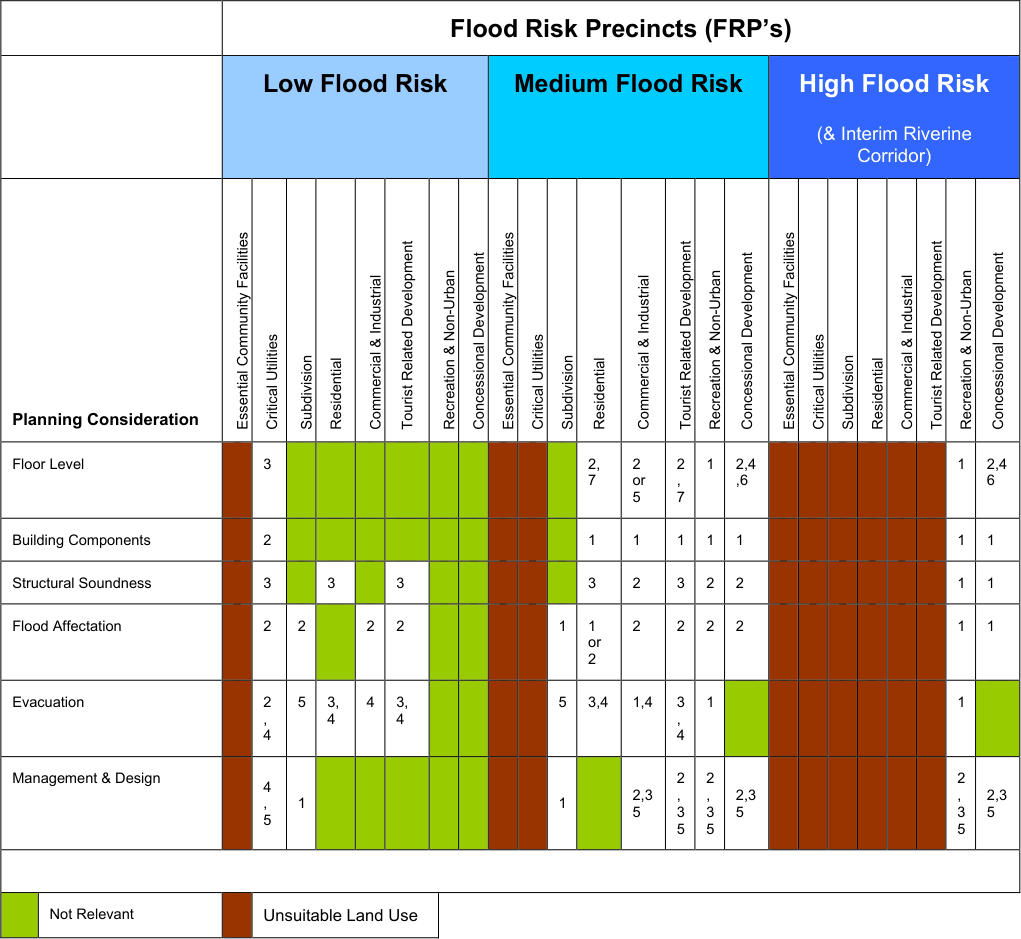 Flood Risk Precincts (FRP’s)
Low Flood Risk
Medium Flood Risk
High Flood Risk
(& Interim Riverine
Corridor)
Planning Consideration
Essential Community Facilities
Critical Utilities
Subdivision
Residential
Commercial & Industrial
Tourist Related Development
Recreation & Non-Urban
Concessional Development
Essential Community Facilities
Critical Utilities
Subdivision
Residential
Commercial & Industrial
Tourist Related Development
Recreation & Non-Urban
Concessional Development
Essential Community Facilities
Critical Utilities
Subdivision
Residential
Commercial & Industrial
Tourist Related Development
Recreation & Non-Urban
Concessional Development
Floor Level
3
2,
7
2
or
5
2
,
7
1
2,4
,6
1
2,4
6
Building Components
2
1
1
1
1
1
1
1
Structural Soundness
3
3
3
3
2
3
2
2
1
1
Flood Affectation
2
2
2
2
1
1
or
2
2
2
2
2
1
1
Evacuation
2
,
4
5
3,
4
4
3,
4
5
3,4
1,4
3
,
4
1
1
Management & Design
4
,
5
1
1
2,3
5
2
,
3
5
2
,
3
5
2,3
5
2
,
3
5
2,3
5
Not Relevant
Unsuitable Land Use